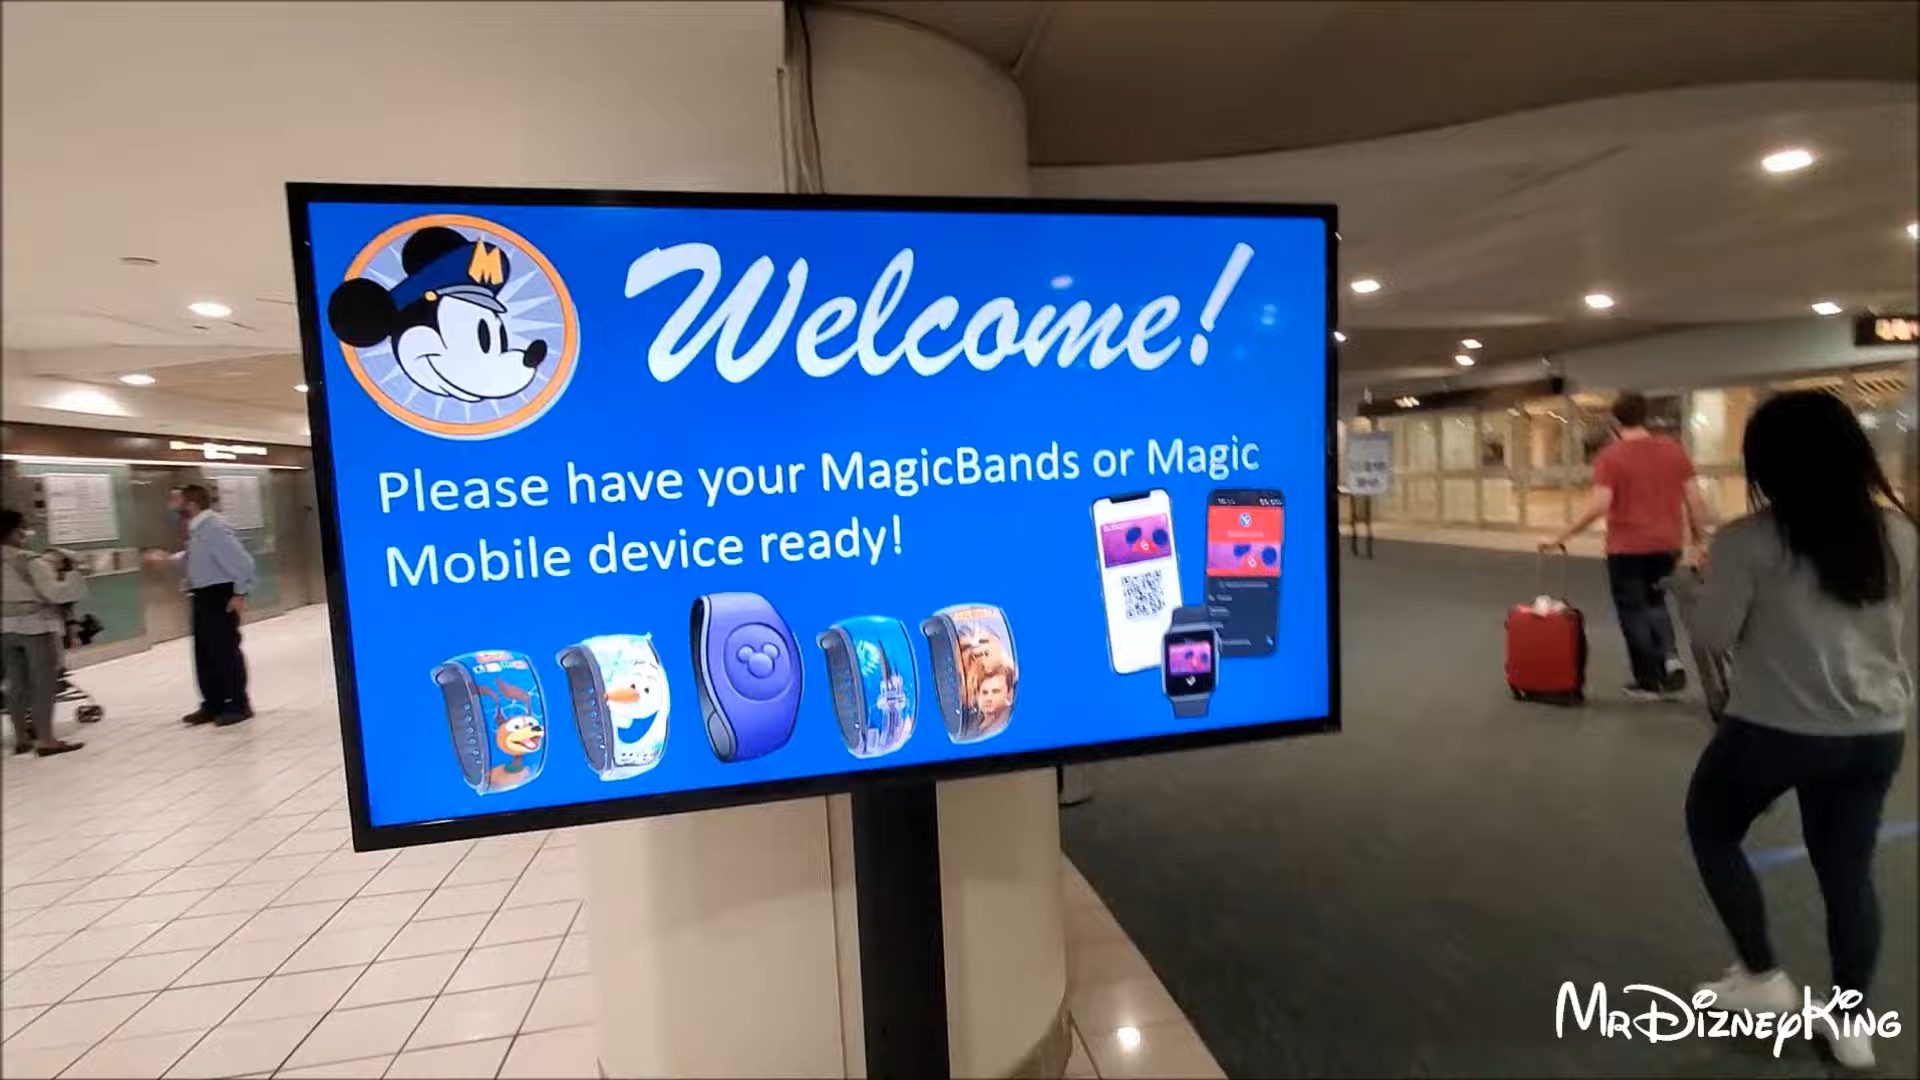 M
Welcome!
Please have your MagicBands or Magic
Mobile device ready!
MrDizneyKing